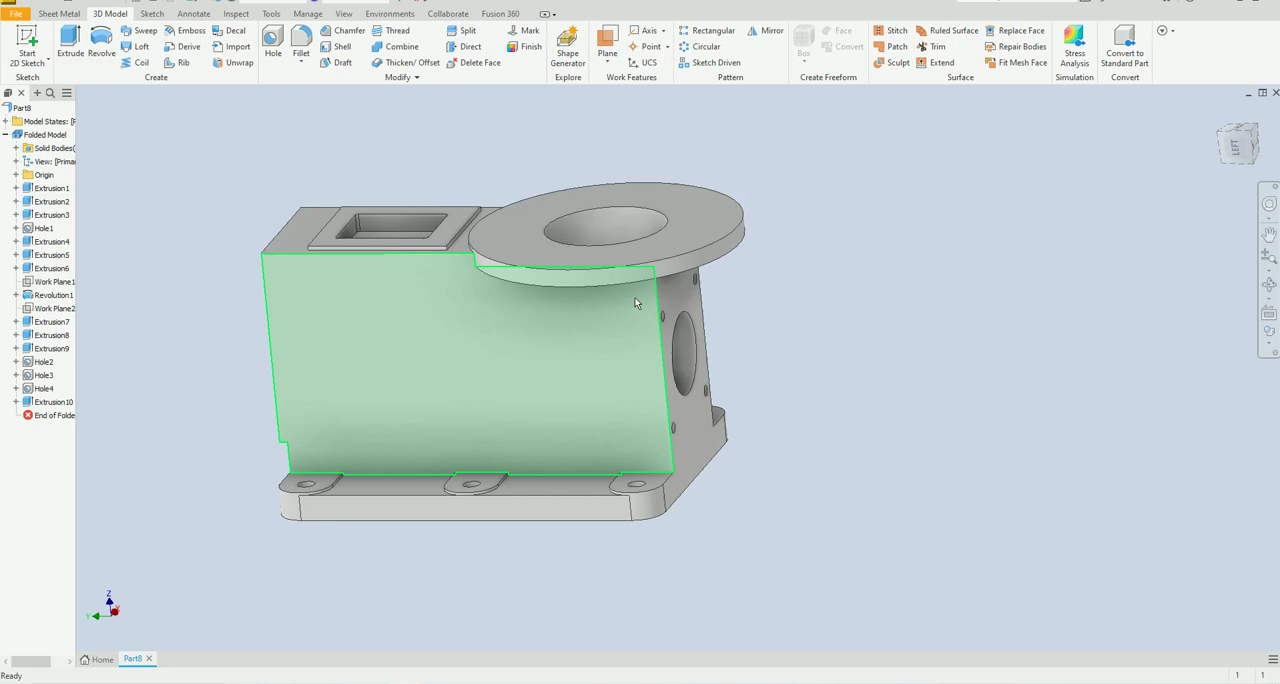 File Sheet Metal 3D Model Sketch Annotate Inspect Tools Manage View Environments Collaborate Fusion 360
Start
2D Sketch
Sketch
Extrude Revolve Sweep Emboss Decal
Loft Derive Import
Coil Rib Unwrap
Create
Hole Fillet Chamfer Thread Split Mark
Shell Combine Direct Finish
Draft Thicken/ Offset Delete Face
Modify
Shape
Generator
Explore
Plane Axis
Point
UCS
Work Features
Rectangular Mirror
Circular
Sketch Driven
Pattern
Box Face
Convert
Create Freeform
Stitch Ruled Surface Replace Face
Patch Trim Repair Bodies
Sculpt Extend Fit Mesh Face
Surface
Stress
Analysis
Simulation
Convert to
Standard Part
Convert
Part8
Model States: [
Folded Model
Solid Bodies(
View: [Prima
Origin
Extrusion1
Extrusion2
Extrusion3
Hole1
Extrusion4
Extrusion5
Extrusion6
Work Plane1
Revolution1
Work Plane2
Extrusion7
Extrusion8
Extrusion9
Hole2
Hole3
Hole4
Extrusion10
End of Folde
LEFT
Z
Y
X
Home Part8
Ready 1 1